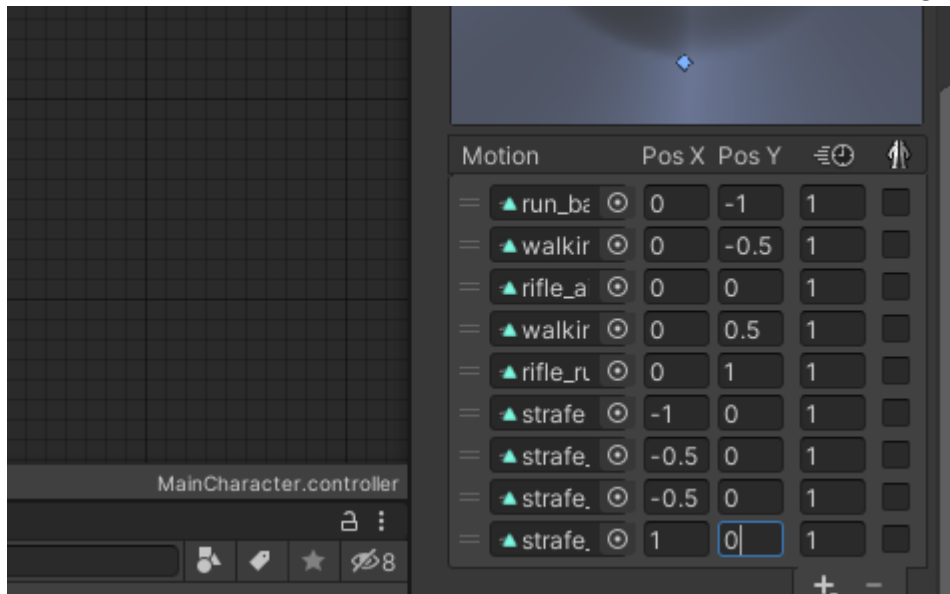 Motion Pos X Pos Y
run_ba 0 -1 1
walkir 0 -0.5 1
rifle_a 0 0 1
walkir 0 0.5 1
rifle_ru 0 1 1
strafe -1 0 1
strafe_ -0.5 0 1
strafe_ -0.5 0 1
strafe_ 1 0 1
MainCharacter.controller
8